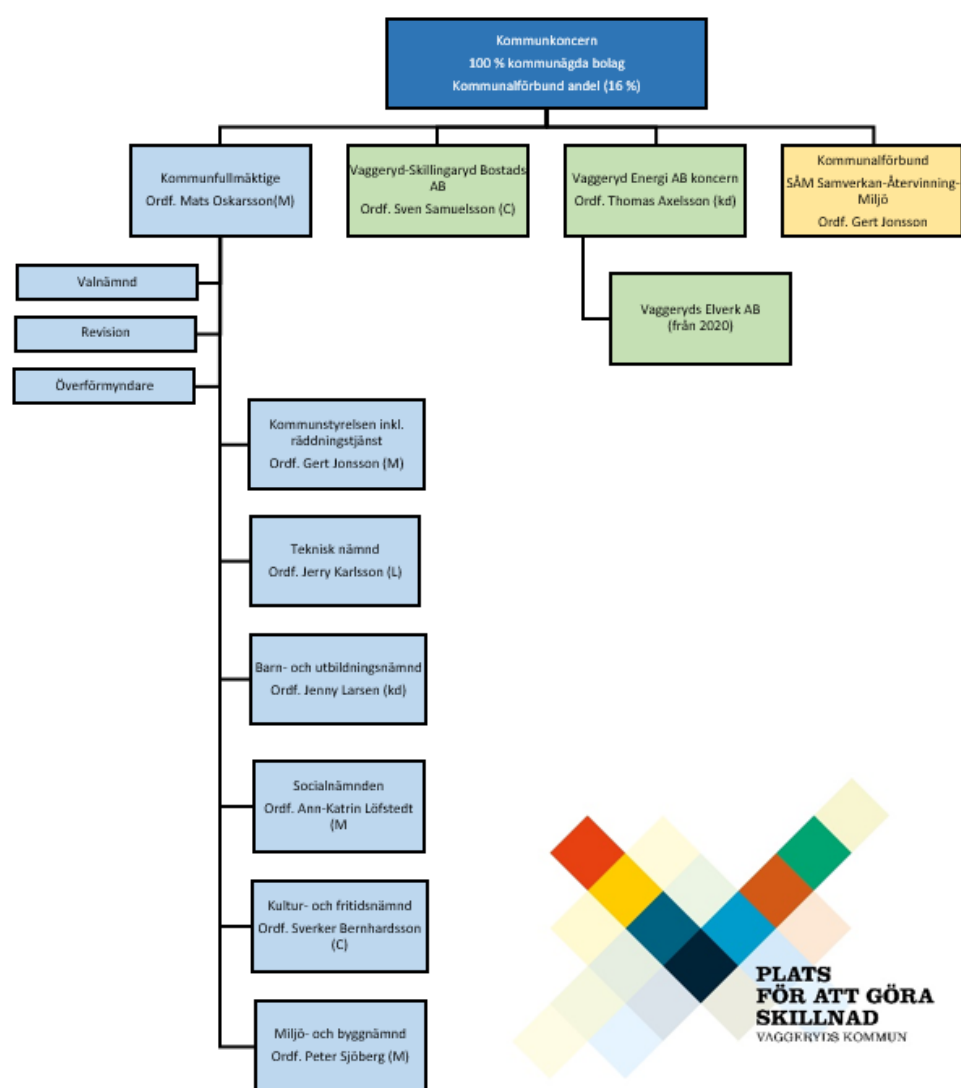 Kommunkoncern
100 % kommunägda bolag
Kommunalförbund andel (16 %)
Kommunfullmäktige
Ordf. Mats Oskarsson(M)
Vaggeryd-Skillingaryd Bostads
AB
Ordf. Sven Samuelsson (C)
Vaggeryd Energi AB koncern
Ordf. Thomas Axelsson (kd)
Kommunalförbund
SÅM Samverkan-Återvinning-
Miljö
Ordf. Gert Jonsson
Valnämnd
Revision
Överförmyndare
Vaggeryds Elverk AB
(från 2020)
Kommunstyrelsen inkl.
räddningstjänst
Ordf. Gert Jonsson (M)
Teknisk nämnd
Ordf. Jerry Karlsson (L)
Barn- och utbildningsnämnd
Ordf. Jenny Larsen (kd)
Socialnämnden
Ordf. Ann-Katrin Löfstedt
(M
Kultur- och fritidsnämnd
Ordf. Sverker Bernhardsson
(C)
Miljö- och byggnämnd
Ordf. Peter Sjöberg (M)
PLATS
FÖR ATT GÖRA
SKILLNAD
VAGGERYDS KOMMUN